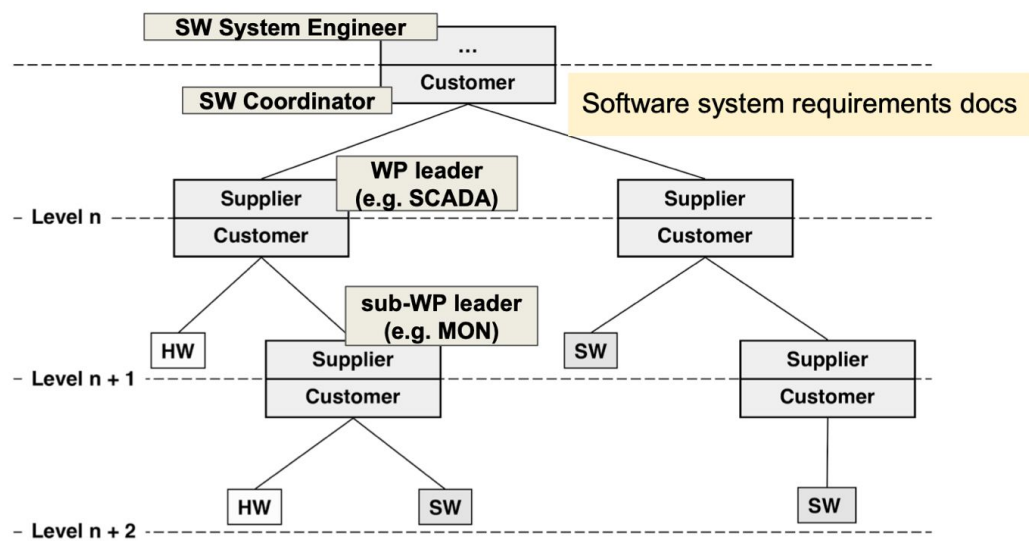 SW System Engineer
...
Customer
SW Coordinator
Software system requirements docs
WP leader
(e.g. SCADA)
Supplier
Supplier
Level n
Customer
Customer
sub-WP leader
(e.g. MON)
HW
SW
Supplier
Supplier
Level n + 1
Customer
Customer
HW
SW
SW
Level n + 2